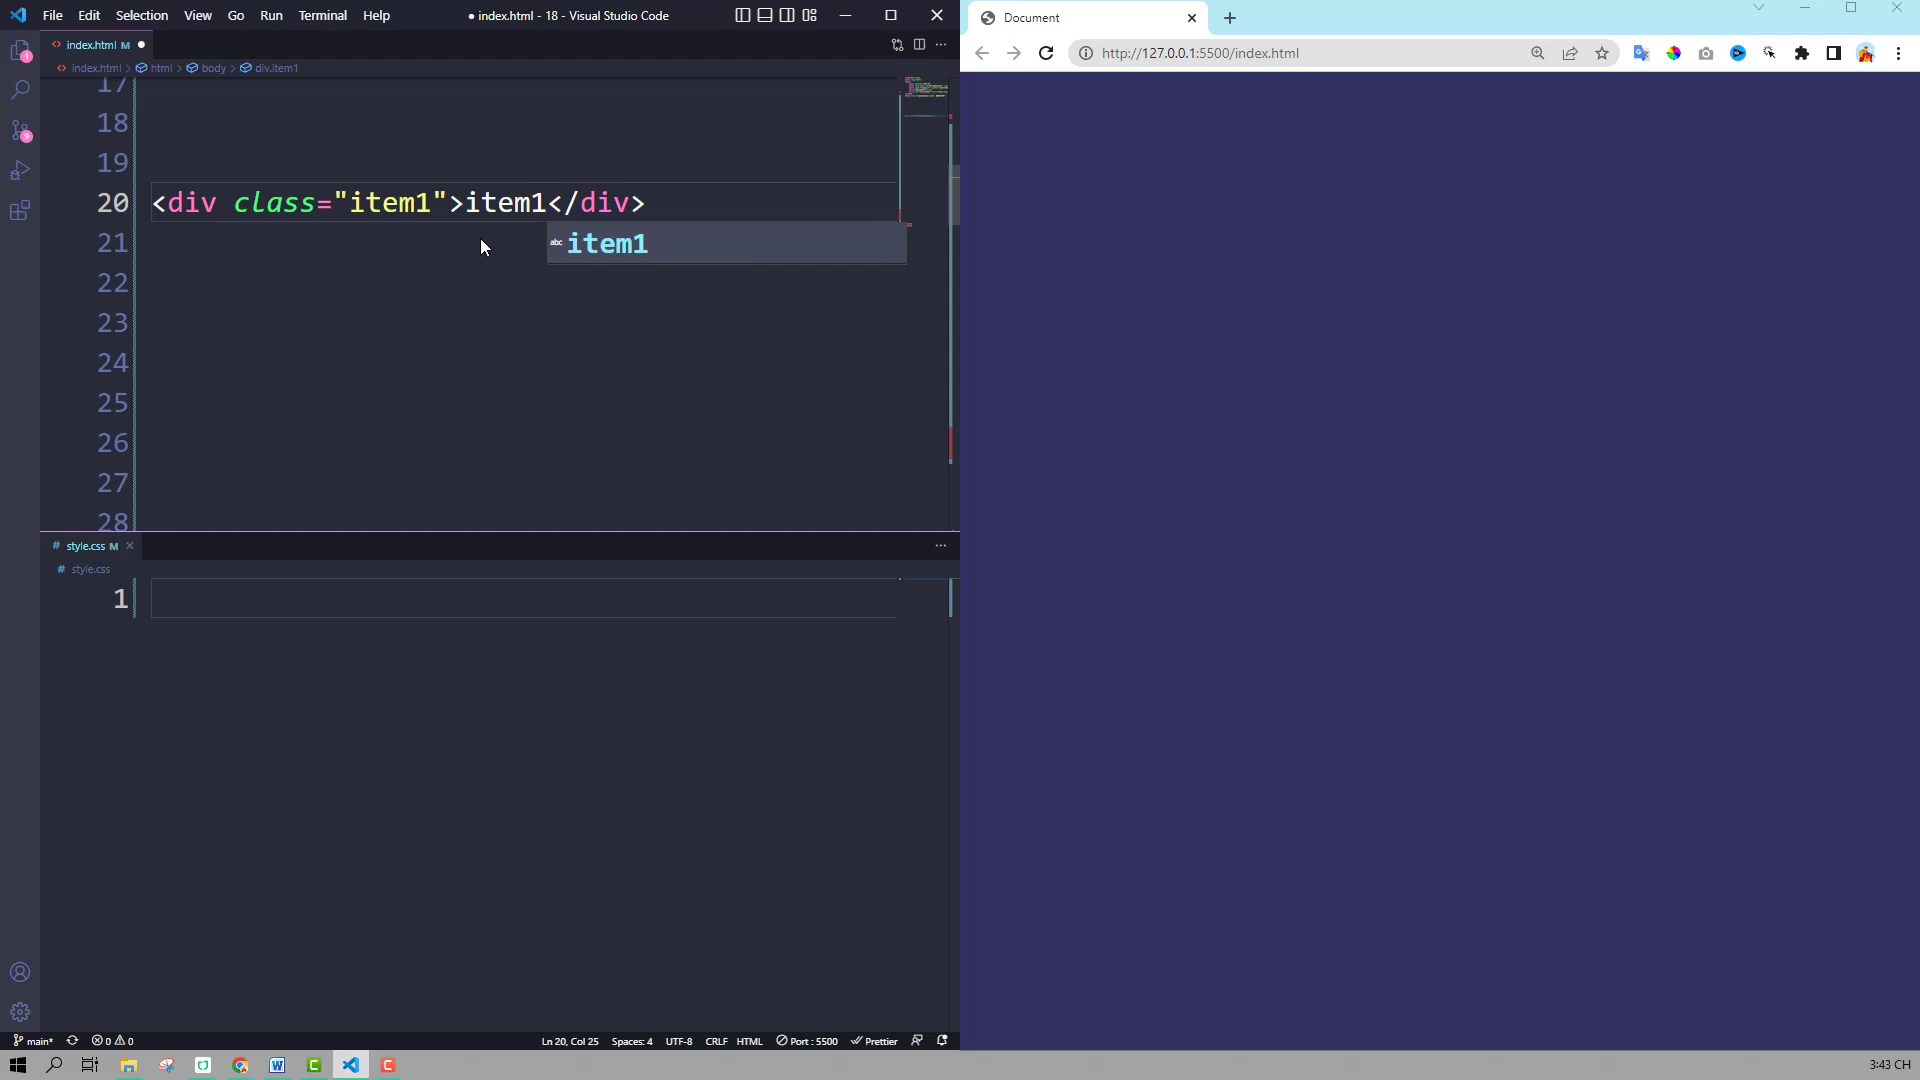 File Edit Selection View Go Run Terminal Help
● index.html - 18 - Visual Studio Code
Document
index.html M ●
http://127.0.0.1:5500/index.html
index.html > html > body > div.item1
17
18
19
20 <div class="item1">item1</div>
21 abc item1
22
23
24
25
26
27
28
1
9
# style.css M
# style.css
1
main*
0 0
Ln 20, Col 25
Spaces: 4
UTF-8
CRLF
HTML
Port : 5500
Prettier
3:43 CH